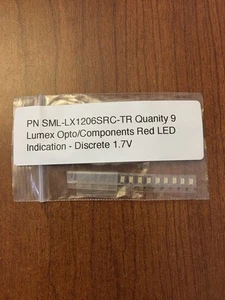 PN SML-LX1206SRC-TR Quanity 9
Lumex Opto/Components Red LED
Indication - Discrete 1.7V